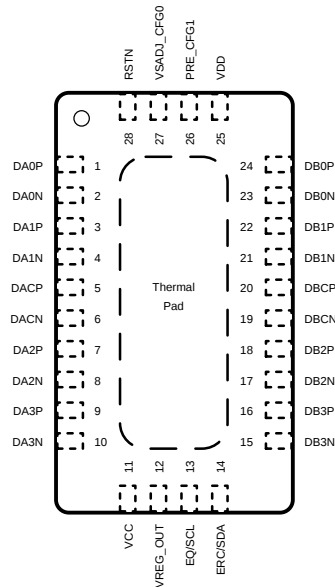 RSTN
VSADJ_CFG0
PRE_CFG1
VDD
28
27
26
25
DA0P 1 24 DB0P
DA0N 2 23 DB0N
DA1P 3 22 DB1P
DA1N 4 21 DB1N
DACP 5 20 DBCP
DACN 6 19 DBCN
DA2P 7 18 DB2P
DA2N 8 17 DB2N
DA3P 9 16 DB3P
DA3N 10 15 DB3N
Thermal
Pad
11
12
13
14
VCC
VREG_OUT
EQ/SCL
ERC/SDA